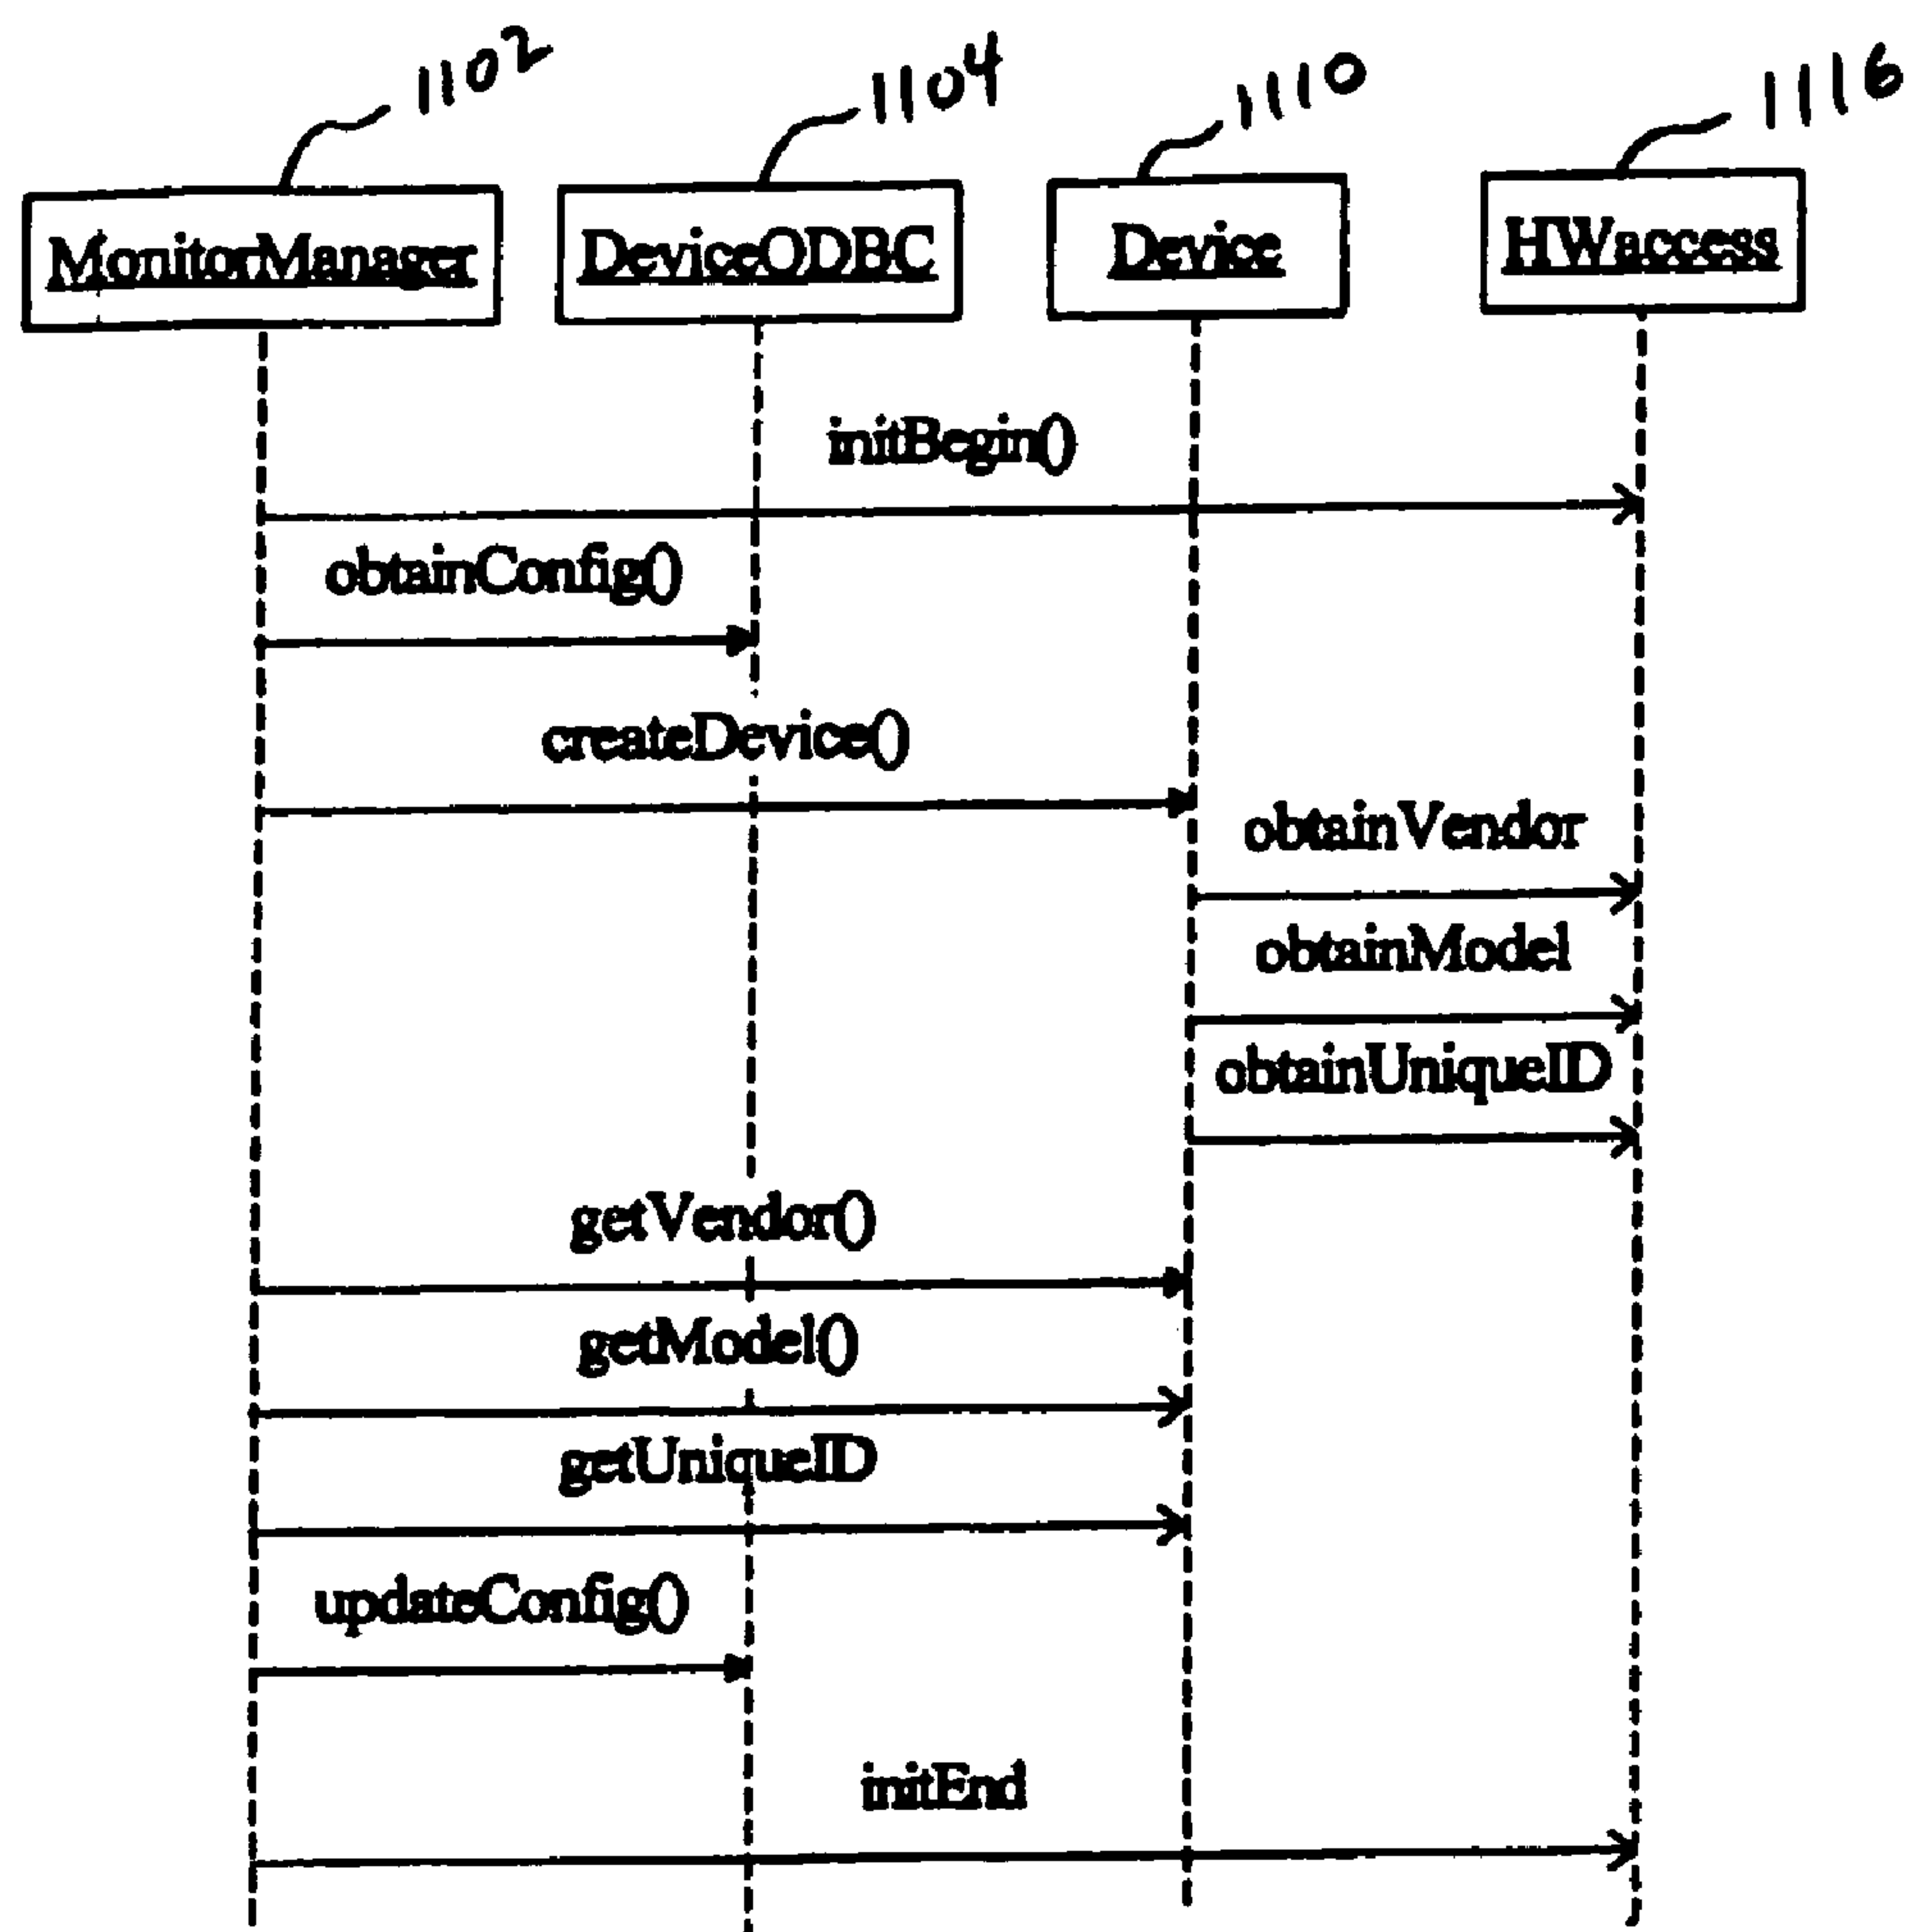 1102 1104 1110 1116
MonitorManager DeviceODBC Device HWaccess
initBegin()
obtainConfig()
createDevice()
obtainVendor
obtainModel
obtainUniqueID
getVendor()
getModel()
getUniqueID
updateConfig()
initEnd